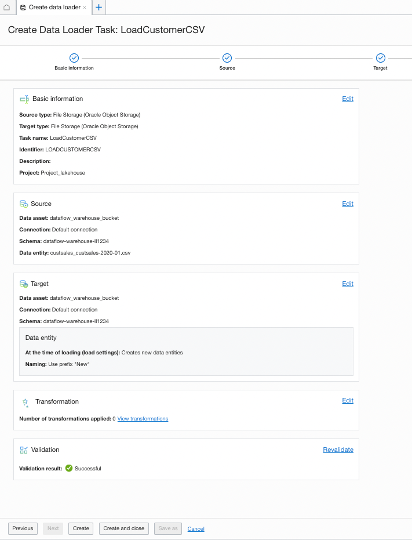 Create data loader
Create Data Loader Task: LoadCustomerCSV
Basic information
Source
Target
Basic information
Edit
Source type: File Storage (Oracle Object Storage)
Target type: File Storage (Oracle Object Storage)
Task name: LoadCustomerCSV
Identifier: LOADCUSTOMERCSV
Description:
Project: Project_lakehouse
Source
Edit
Data asset: dataflow_warehouse_bucket
Connection: Default connection
Schema: dataflow-warehouse-ll1234
Data entity: custsales_custsales-2020-01.csv
Target
Edit
Data asset: dataflow_warehouse_bucket
Connection: Default connection
Schema: dataflow-warehouse-ll1234
Data entity
At the time of loading (load settings): Creates new data entities
Naming: Use prefix "New"
Transformation
Edit
Number of transformations applied: 0 View transformations
Validation
Revalidate
Validation result: Successful
Previous Next Create Create and close Save as Cancel